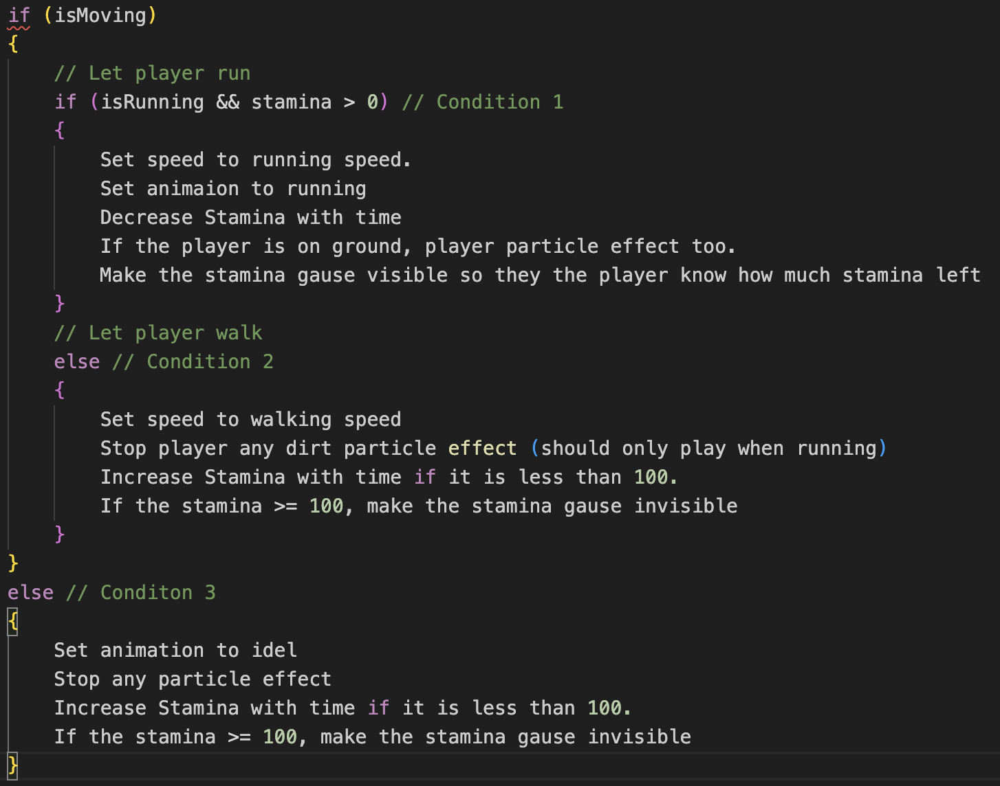 if (isMoving)
{
// Let player run
if (isRunning && stamina > 0) // Condition 1
{
Set speed to running speed.
Set animaion to running
Decrease Stamina with time
If the player is on ground, player particle effect too.
Make the stamina gause visible so they the player know how much stamina left
}
// Let player walk
else // Condition 2
{
Set speed to walking speed
Stop player any dirt particle effect (should only play when running)
Increase Stamina with time if it is less than 100.
If the stamina >= 100, make the stamina gause invisible
}
}
else // Conditon 3
{
Set animation to idel
Stop any particle effect
Increase Stamina with time if it is less than 100.
If the stamina >= 100, make the stamina gause invisible
}